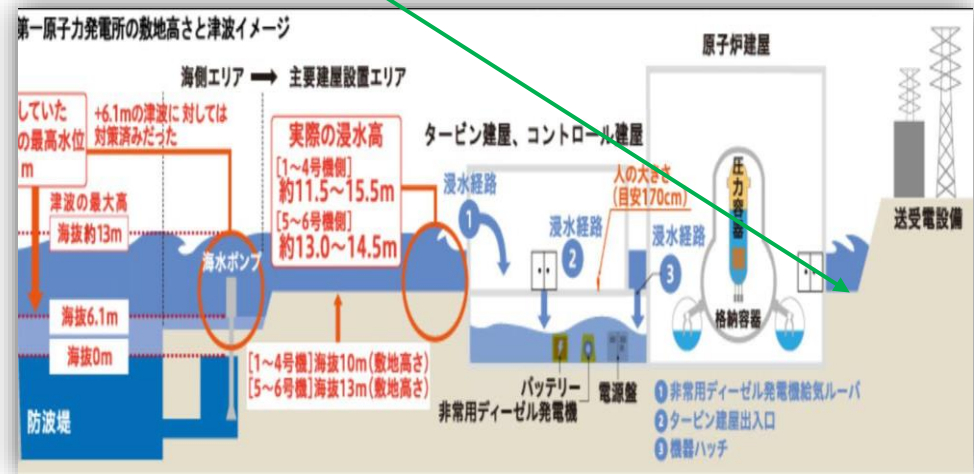 第一原子力発電所の敷地高さと津波イメージ
海側エリア → 主要建屋設置エリア
原子炉建屋
していた
の最高水位
m
+6.1mの津波に対しては
対策済みだった
実際の浸水高
[1~4号機側]
約11.5~15.5m
[5~6号機側]
約13.0~14.5m
タービン建屋、コントロール建屋
津波の最大高
海抜約13m
海水ポンプ
海抜6.1m
海抜0m
防波堤
[1~4号機]海抜10m(敷地高さ)
[5~6号機]海抜13m(敷地高さ)
浸水経路
1
浸水経路
2
人の大きさ
(目安170cm)
浸水経路
3
バッテリー
非常用ディーゼル発電機
電源盤
圧力容器
格納容器
送受電設備
1 非常用ディーゼル発電機給気ルーバ
2 タービン建屋出入口
3 機器ハッチ